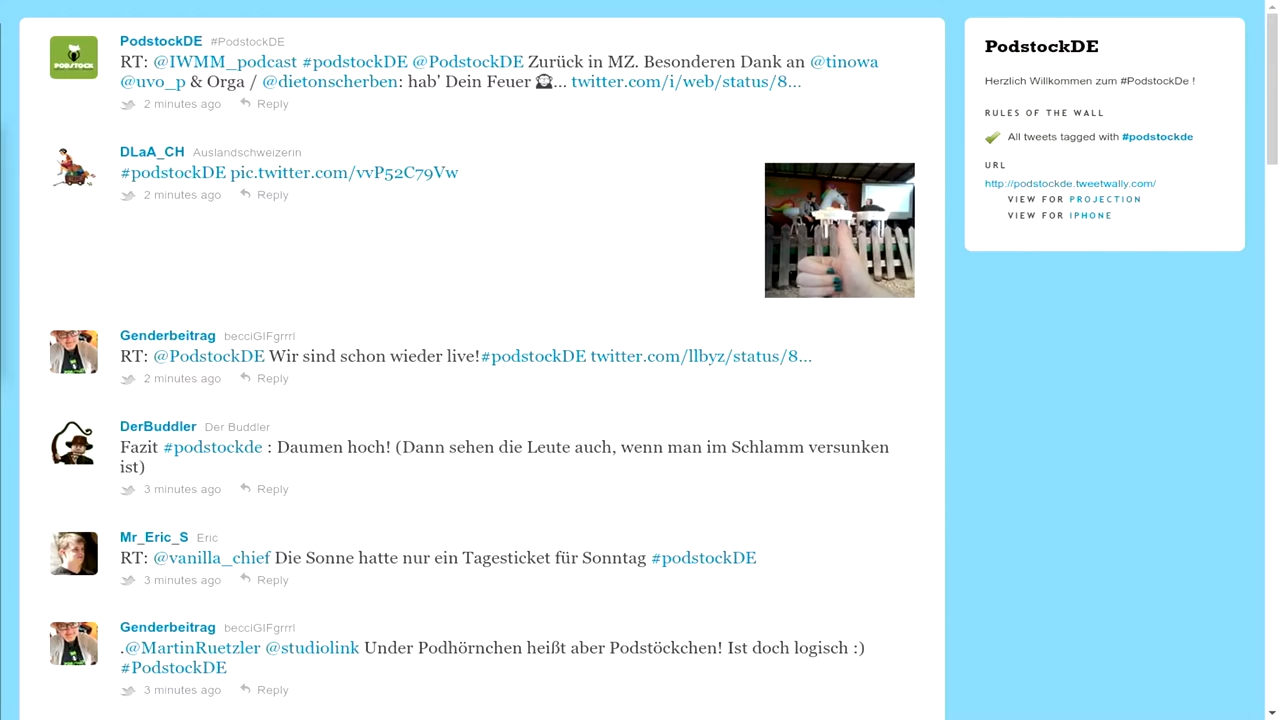 PodstockDE #PodstockDE
RT: @IWMM_podcast #podstockDE @PodstockDE Zurück in MZ. Besonderen Dank an @tinowa
@uvo_p & Orga / @dietonscherben: hab' Dein Feuer ... twitter.com/i/web/status/8...
2 minutes ago Reply
PODSTOCK
DLaA_CH Auslandschweizerin
#podstockDE pic.twitter.com/vvP52C79Vw
2 minutes ago Reply
Genderbeitrag becciGIFgrrrl
RT: @PodstockDE Wir sind schon wieder live!#podstockDE twitter.com/llbyz/status/8...
2 minutes ago Reply
DerBuddler Der Buddler
Fazit #podstockde : Daumen hoch! (Dann sehen die Leute auch, wenn man im Schlamm versunken
ist)
3 minutes ago Reply
Mr_Eric_S Eric
RT: @vanilla_chief Die Sonne hatte nur ein Tagesticket für Sonntag #podstockDE
3 minutes ago Reply
Genderbeitrag becciGIFgrrrl
.@MartinRuetzler @studiolink Under Podhörnchen heißt aber Podstöckchen! Ist doch logisch :)
#PodstockDE
3 minutes ago Reply
PodstockDE
Herzlich Willkommen zum #PodstockDe !
RULES OF THE WALL
All tweets tagged with #podstockde
URL
http://podstockde.tweetwally.com/
VIEW FOR PROJECTION
VIEW FOR IPHONE